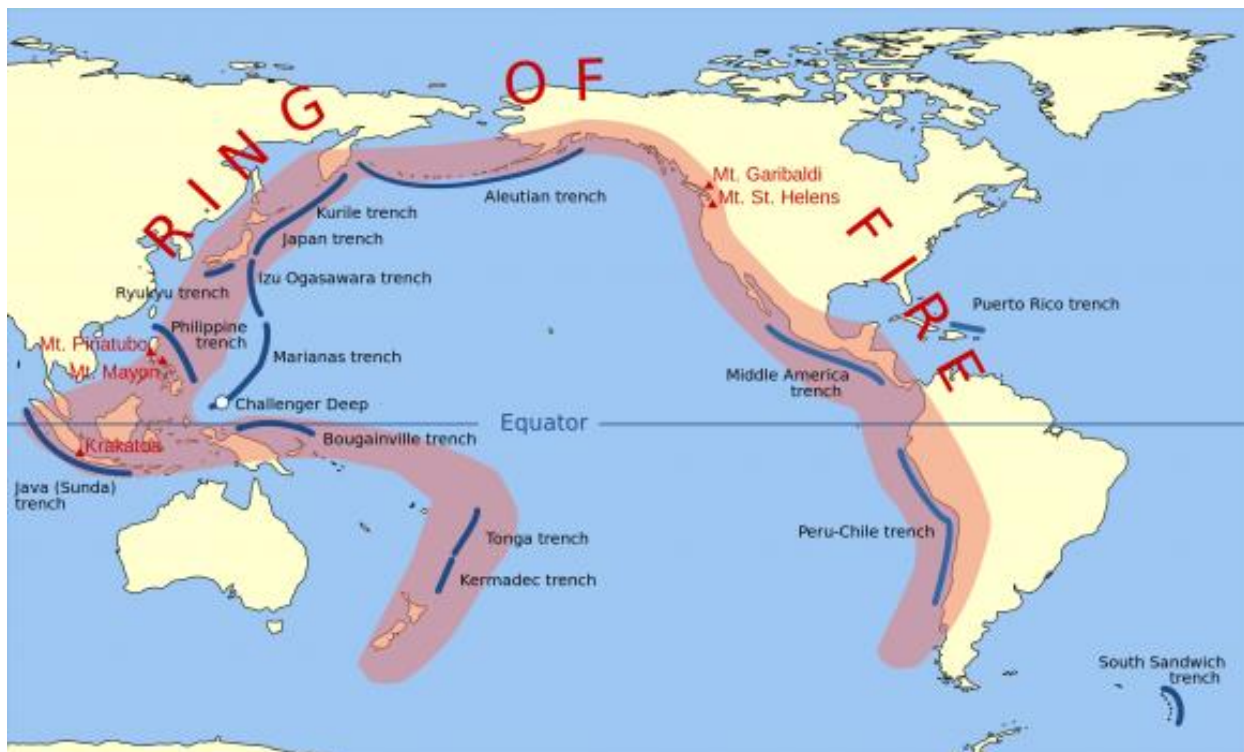 RING OF FIRE
Mt. Garibaldi
Mt. St. Helens
Aleutian trench
Kurile trench
Japan trench
Izu Ogasawara trench
Ryukyu trench
Puerto Rico trench
Philippine
trench
Mt. Pinatubo
Mt. Mayon
Marianas trench
Middle America
trench
Challenger Deep
Equator
Bougainville trench
Krakatoa
Java (Sunda)
trench
Peru-Chile trench
Tonga trench
Kermadec trench
South Sandwich
trench